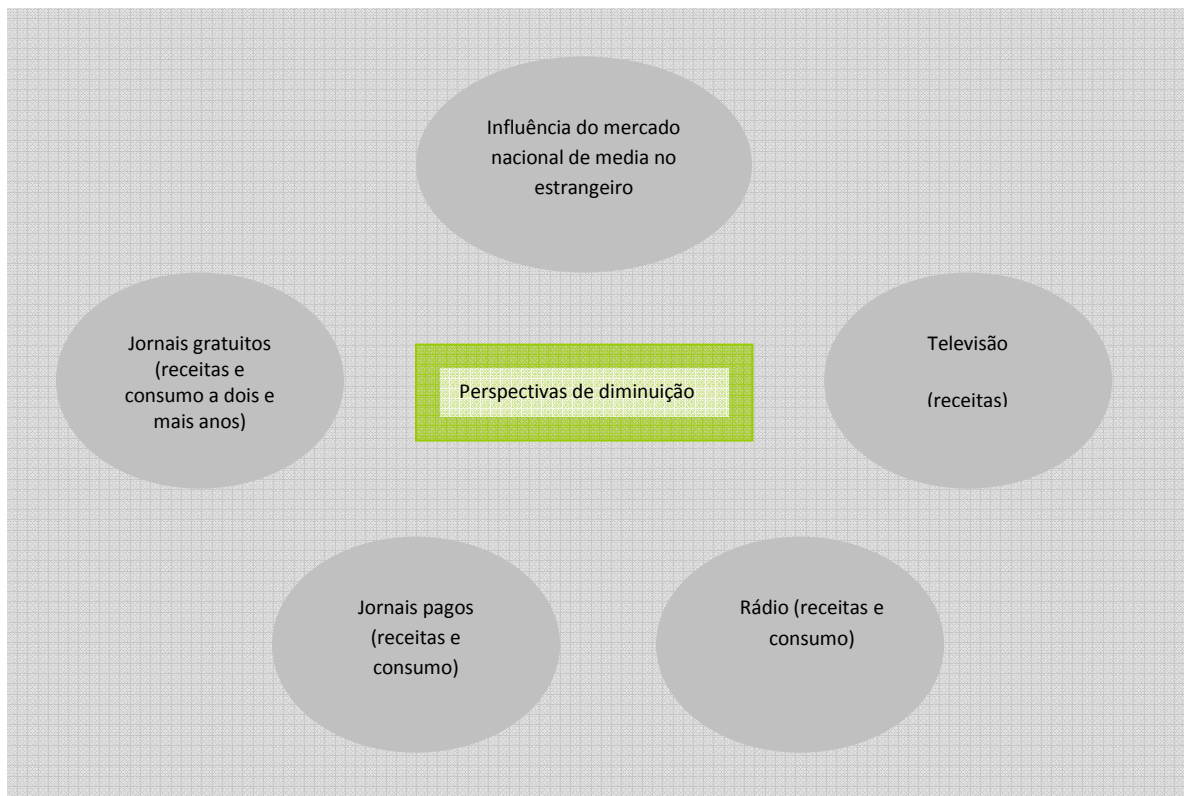 Influência do mercado
nacional de media no
estrangeiro
Jornais gratuitos
(receitas e
consumo a dois e
mais anos)
Perspectivas de diminuição
Televisão
(receitas)
Jornais pagos
(receitas e
consumo)
Rádio (receitas e
consumo)